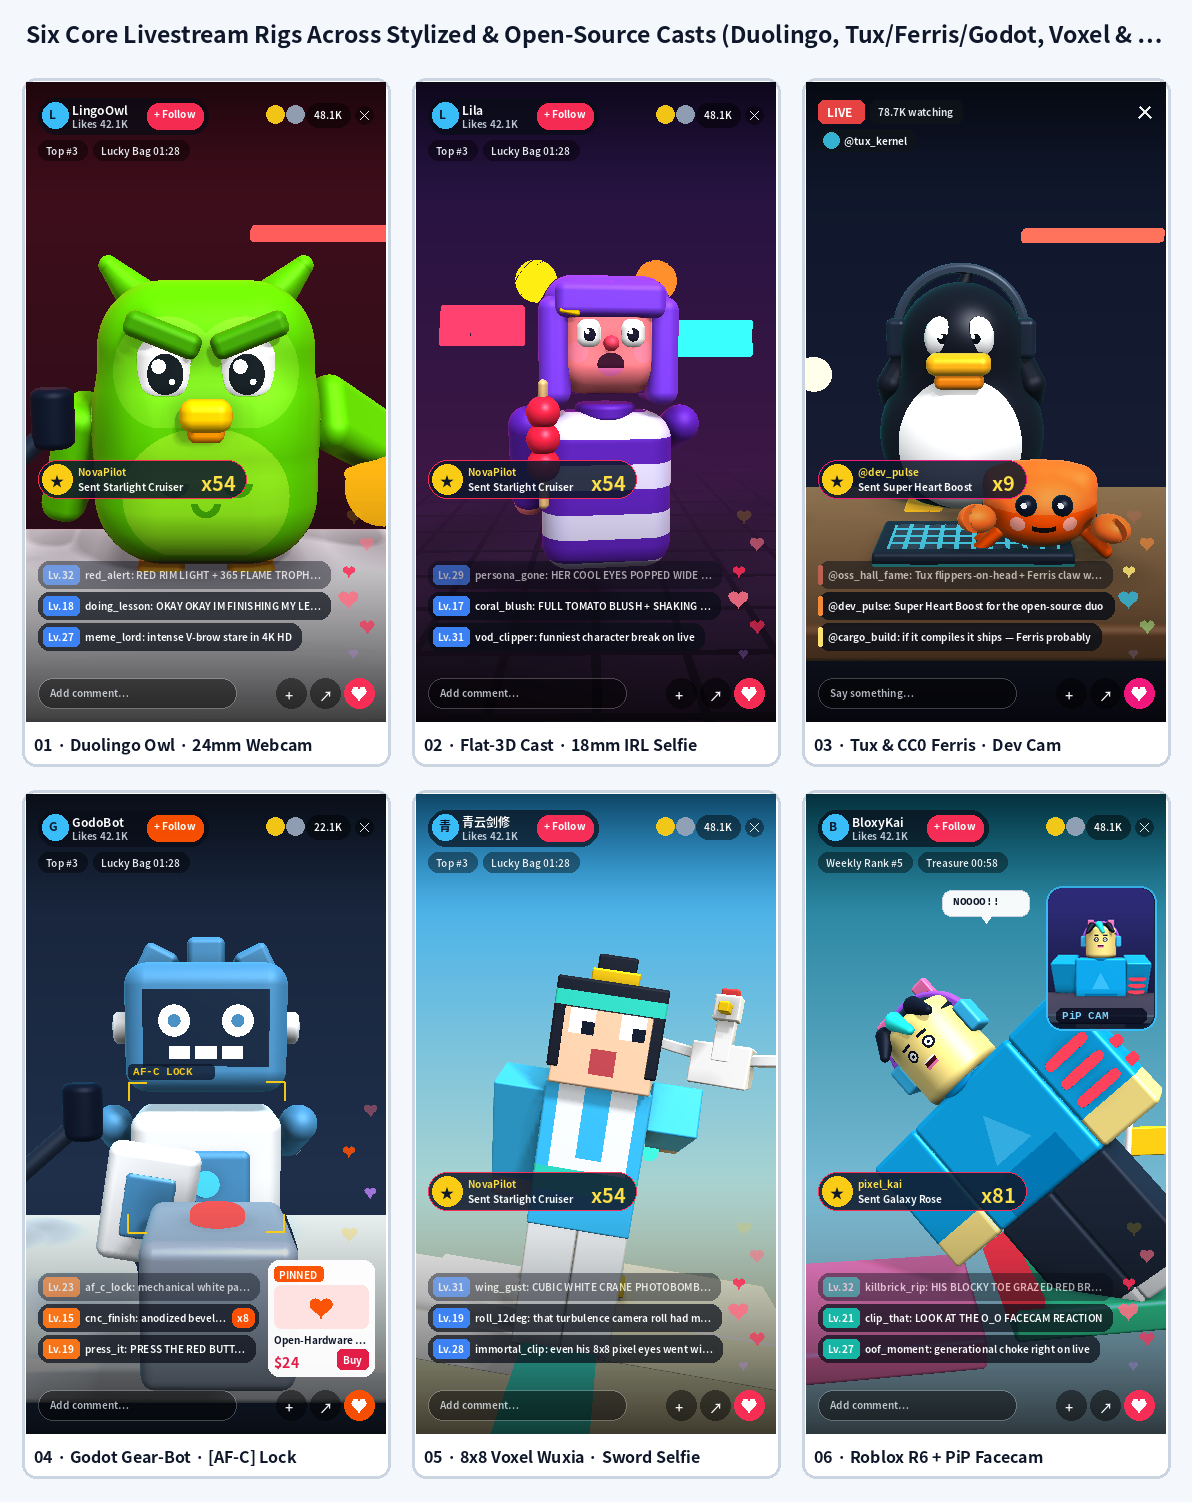 Six Core Livestream Rigs Across Stylized & Open-Source Casts (Duolingo, Tux/Ferris/Godot, Voxel & ...
L
LingoOwl
Likes 42.1K
+ Follow
48.1K
Top #3
Lucky Bag 01:28
NovaPilot
Sent Starlight Cruiser
x54
Lv.32 red_alert: RED RIM LIGHT + 365 FLAME TROPH...
Lv.18 doing_lesson: OKAY OKAY IM FINISHING MY LE...
Lv.27 meme_lord: intense V-brow stare in 4K HD
Add comment...
01 · Duolingo Owl · 24mm Webcam
L
Lila
Likes 42.1K
+ Follow
48.1K
Top #3
Lucky Bag 01:28
NovaPilot
Sent Starlight Cruiser
x54
Lv.29 persona_gone: HER COOL EYES POPPED WIDE ...
Lv.17 coral_blush: FULL TOMATO BLUSH + SHAKING ...
Lv.31 vod_clipper: funniest character break on live
Add comment...
02 · Flat-3D Cast · 18mm IRL Selfie
LIVE
78.7K watching
@tux_kernel
@dev_pulse
Sent Super Heart Boost
x9
@oss_hall_fame: Tux flippers-on-head + Ferris claw w...
@dev_pulse: Super Heart Boost for the open-source duo
@cargo_build: if it compiles it ships — Ferris probably
Say something...
03 · Tux & CC0 Ferris · Dev Cam
G
GodoBot
Likes 42.1K
+ Follow
22.1K
Top #3
Lucky Bag 01:28
AF-C LOCK
Lv.23 af_c_lock: mechanical white pa...
Lv.15 cnc_finish: anodized bevel... x8
Lv.19 press_it: PRESS THE RED BUTT...
PINNED
Open-Hardware ...
$24
Buy
Add comment...
04 · Godot Gear-Bot · [AF-C] Lock
青
青云剑修
Likes 42.1K
+ Follow
48.1K
Top #3
Lucky Bag 01:28
NovaPilot
Sent Starlight Cruiser
x54
Lv.31 wing_gust: CUBIC WHITE CRANE PHOTOBOMB...
Lv.19 roll_12deg: that turbulence camera roll had m...
Lv.28 immortal_clip: even his 8x8 pixel eyes went wi...
Add comment...
05 · 8x8 Voxel Wuxia · Sword Selfie
B
BloxyKai
Likes 42.1K
+ Follow
48.1K
Weekly Rank #5
Treasure 00:58
NOOOO!!
PiP CAM
pixel_kai
Sent Galaxy Rose
x81
Lv.32 killbrick_rip: HIS BLOCKY TOE GRAZED RED BR...
Lv.21 clip_that: LOOK AT THE O_O FACECAM REACTION
Lv.27 oof_moment: generational choke right on live
Add comment...
06 · Roblox R6 + PiP Facecam